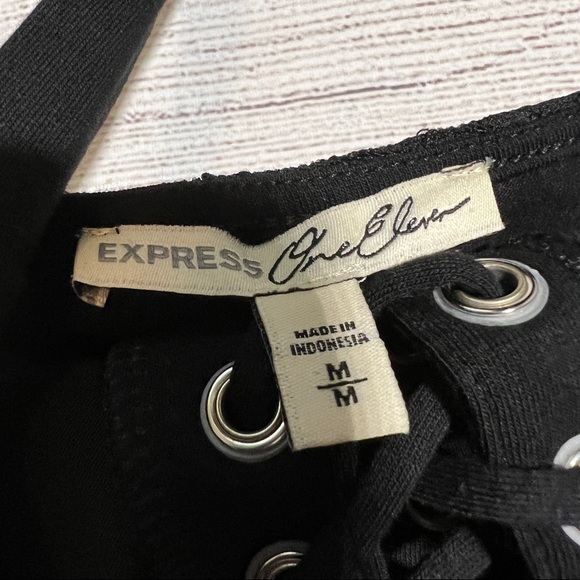 EXPRESS One Eleven
MADE IN
INDONESIA
M
M